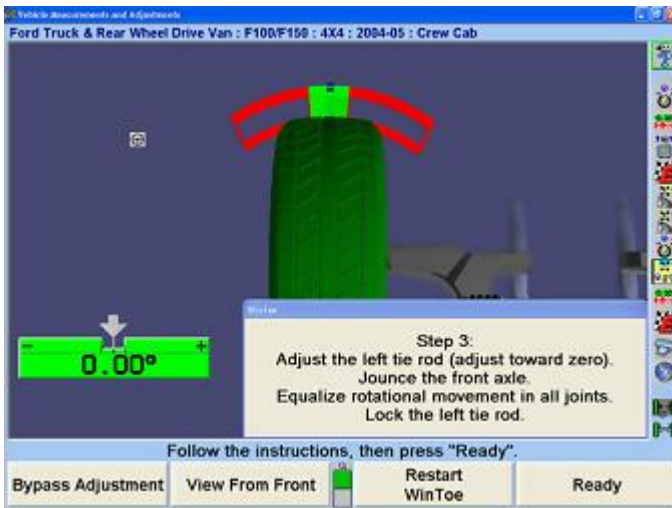 Vehicle Measurements and Adjustments
Ford Truck & Rear Wheel Drive Van : F100/F150 : 4X4 : 2004-05 : Crew Cab
- +
0.00°
WinToe
Step 3:
Adjust the left tie rod (adjust toward zero).
Jounce the front axle.
Equalize rotational movement in all joints.
Lock the left tie rod.
Follow the instructions, then press "Ready".
Bypass Adjustment
View From Front
Restart
WinToe
Ready